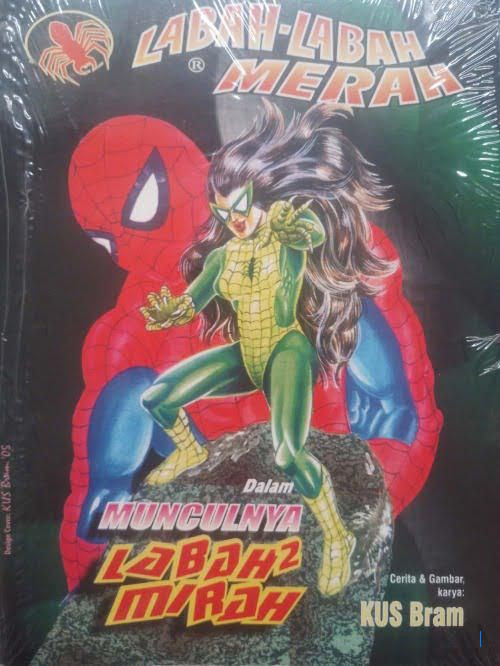 LABAH-LABAH
® MERAH
Dalam
MUNCULNYA
LABAH²
MIRAH
Cerita & Gambar,
karya:
KUS Bram
Design Cover: KUS Bram '05